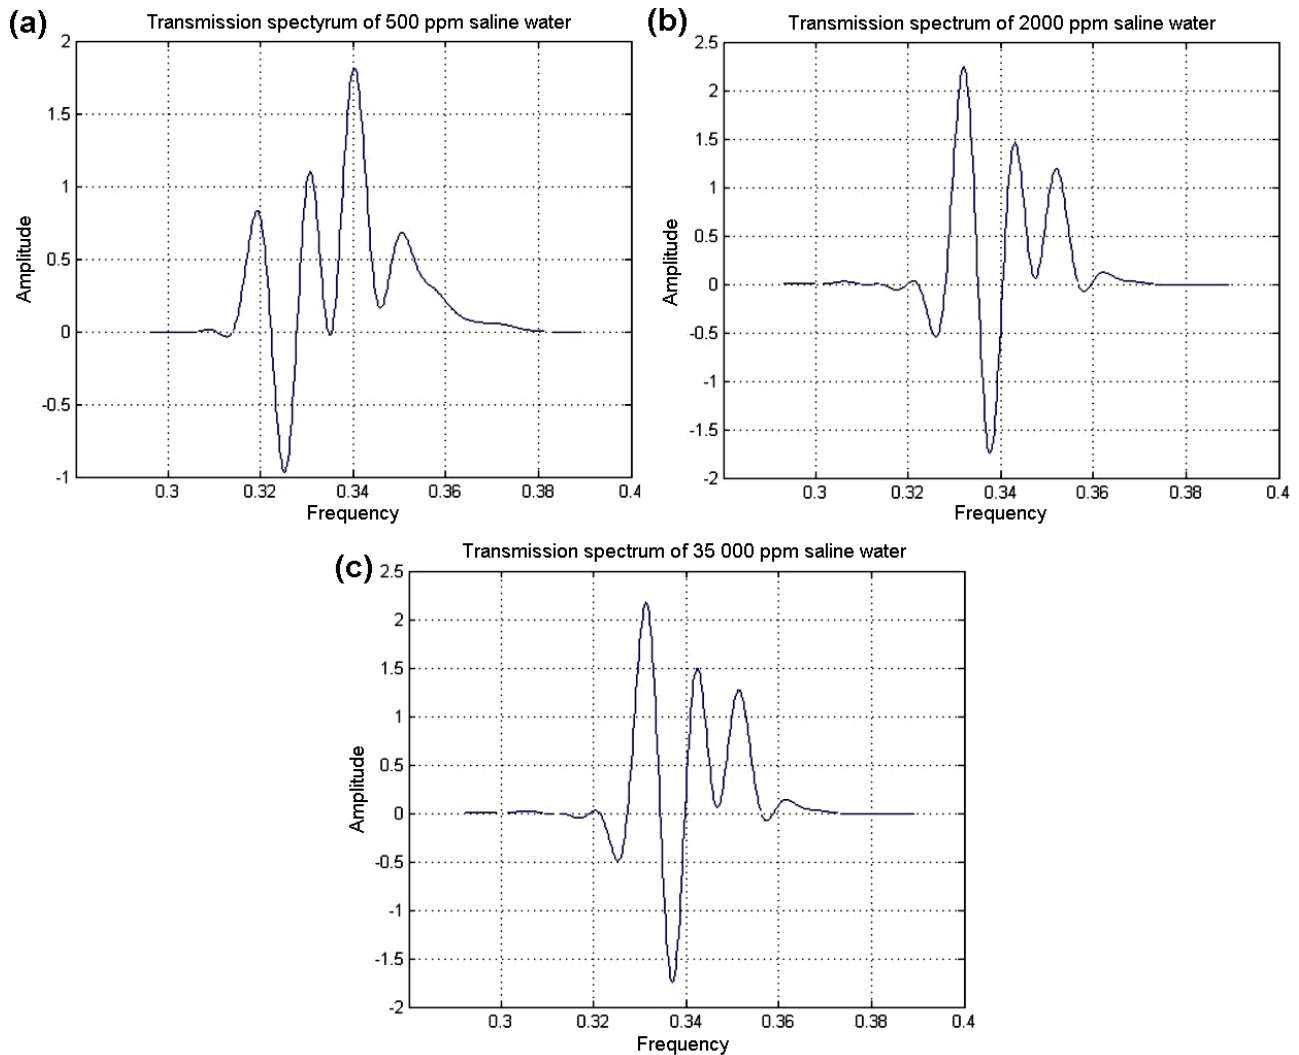 (a)
Transmission spectyrum of 500 ppm saline water
2
1.5
1
0.5
0
-0.5
-1
Amplitude
0.3 0.32 0.34 0.36 0.38 0.4
Frequency
(b)
Transmission spectrum of 2000 ppm saline water
2.5
2
1.5
1
0.5
0
-0.5
-1
-1.5
-2
Amplitude
0.3 0.32 0.34 0.36 0.38 0.4
Frequency
(c)
Transmission spectrum of 35 000 ppm saline water
2.5
2
1.5
1
0.5
0
-0.5
-1
-1.5
-2
Amplitude
0.3 0.32 0.34 0.36 0.38 0.4
Frequency